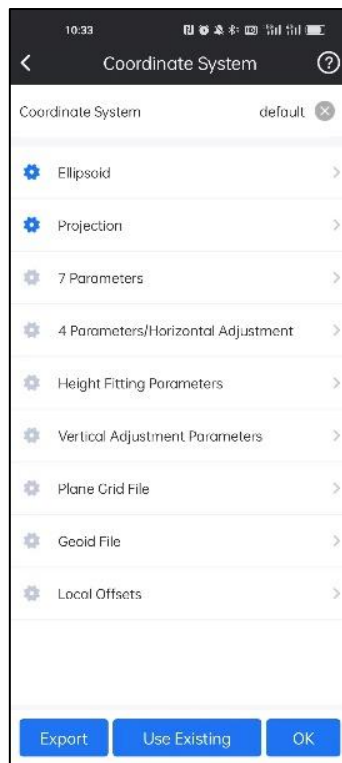 10:33
Coordinate System
Coordinate System default
Ellipsoid
Projection
7 Parameters
4 Parameters/Horizontal Adjustment
Height Fitting Parameters
Vertical Adjustment Parameters
Plane Grid File
Geoid File
Local Offsets
Export Use Existing OK